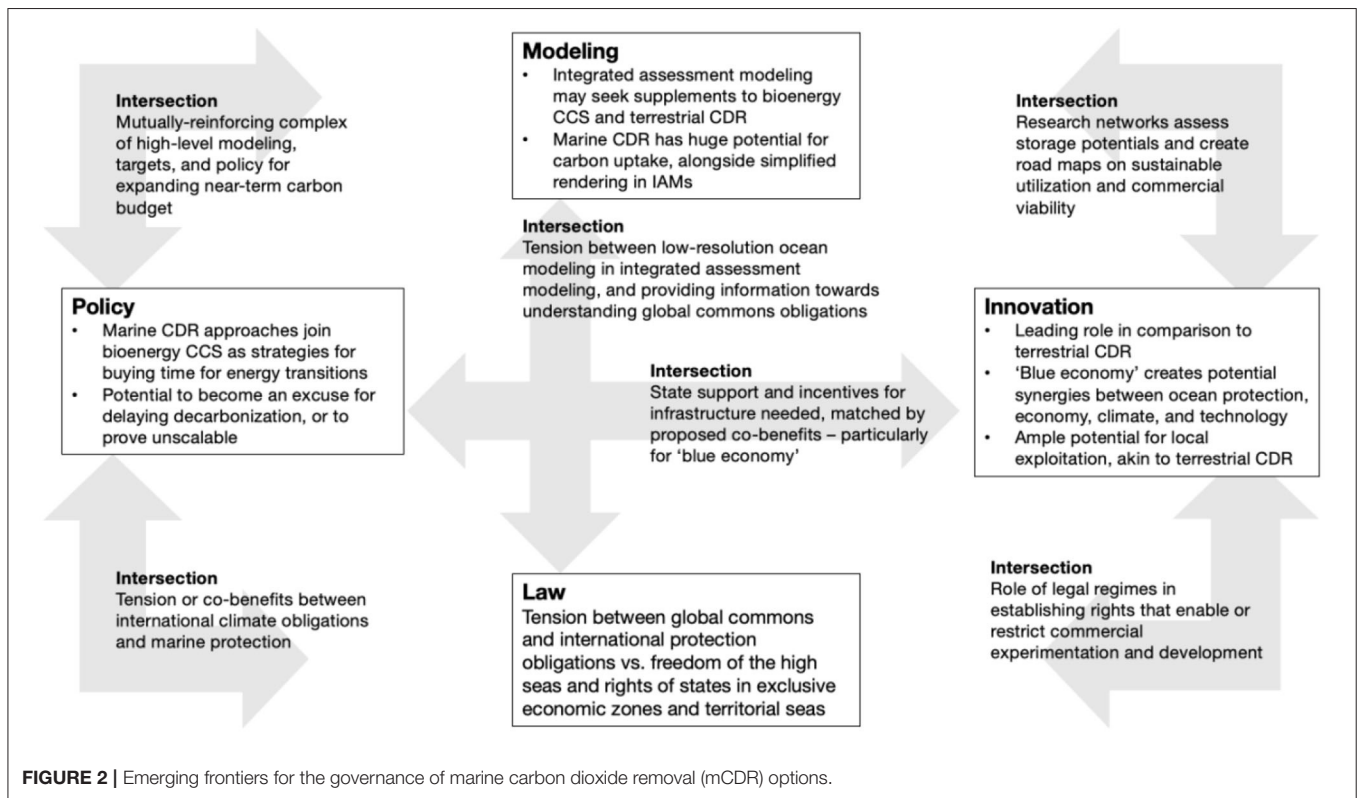 Modeling
• Integrated assessment modeling
may seek supplements to bioenergy
CCS and terrestrial CDR
• Marine CDR has huge potential for
carbon uptake, alongside simplified
rendering in IAMs
Intersection
Mutually-reinforcing complex
of high-level modeling,
targets, and policy for
expanding near-term carbon
budget
Intersection
Research networks assess
storage potentials and create
road maps on sustainable
utilization and commercial
viability
Intersection
Tension between low-resolution ocean
modeling in integrated assessment
modeling, and providing information towards
understanding global commons obligations
Policy
• Marine CDR approaches join
bioenergy CCS as strategies for
buying time for energy transitions
• Potential to become an excuse for
delaying decarbonization, or to
prove unscalable
Intersection
State support and incentives for
infrastructure needed, matched by
proposed co-benefits – particularly
for ‘blue economy’
Innovation
• Leading role in comparison to
terrestrial CDR
• ‘Blue economy’ creates potential
synergies between ocean protection,
economy, climate, and technology
• Ample potential for local
exploitation, akin to terrestrial CDR
Intersection
Tension or co-benefits between
international climate obligations
and marine protection
Law
Tension between global commons
and international protection
obligations vs. freedom of the high
seas and rights of states in exclusive
economic zones and territorial seas
Intersection
Role of legal regimes in
establishing rights that enable or
restrict commercial
experimentation and development
FIGURE 2 | Emerging frontiers for the governance of marine carbon dioxide removal (mCDR) options.